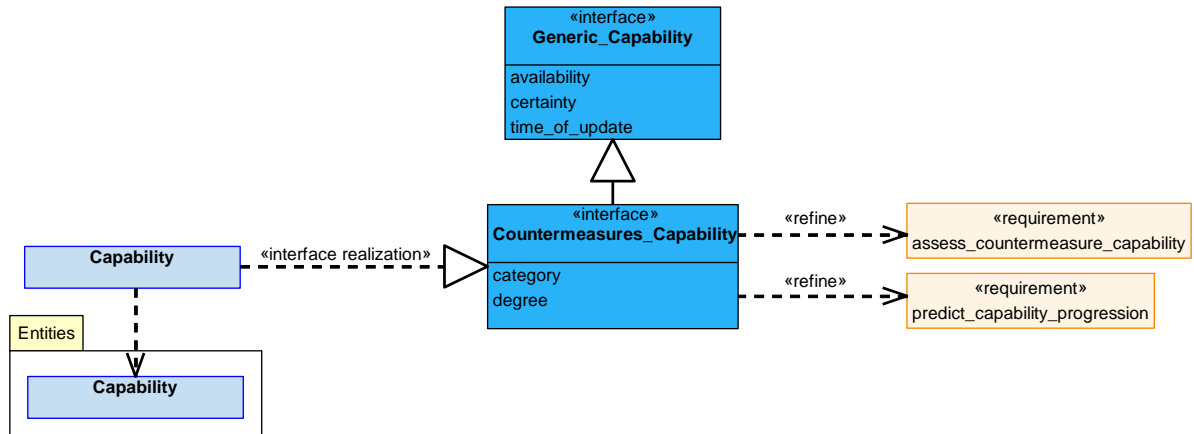 «interface»
Generic_Capability
availability
certainty
time_of_update
«interface»
Countermeasures_Capability
category
degree
«refine»
«requirement»
assess_countermeasure_capability
«refine»
«requirement»
predict_capability_progression
Capability
«interface realization»
Entities
Capability